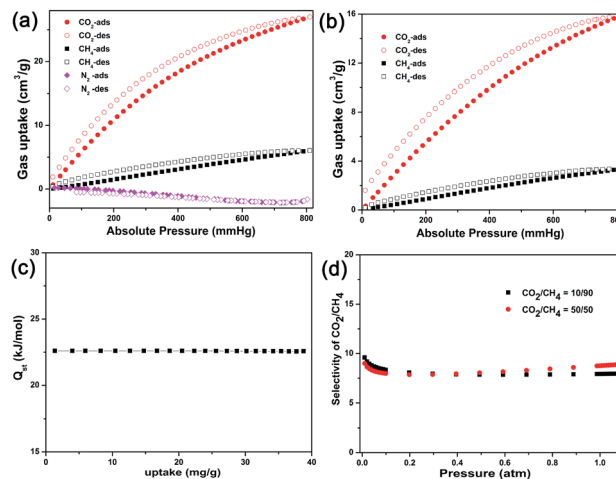 (a)
CO2-ads
CO2-des
CH4-ads
CH4-des
N2-ads
N2-des
Gas uptake (cm3/g)
25
15
5
0
0
200
400
600
800
Absolute Pressure (mmHg)
(b)
CO2-ads
CO2-des
CH4-ads
CH4-des
Gas uptake (cm3/g)
16
12
8
4
0
0
200
400
600
800
Absolute Pressure (mmHg)
(c)
Qst (kJ/mol)
30
25
20
15
0
10
20
30
40
uptake (mg/g)
(d)
CO2/CH4 = 10/90
CO2/CH4 = 50/50
Selectivity of CO2/CH4
20
15
10
5
0
0.0
0.2
0.4
0.6
0.8
1.0
Pressure (atm)